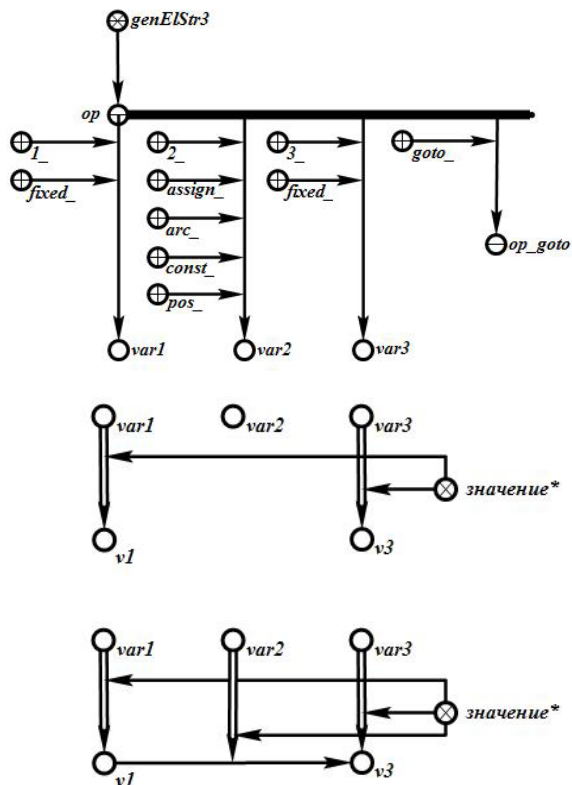 genElStr3
op
1_ 2_ 3_ goto_
fixed_ assign_ fixed_
arc_ op_goto
const_
pos_
var1 var2 var3
var1 var2 var3
значение*
v1 v3
var1 var2 var3
значение*
v1 v3